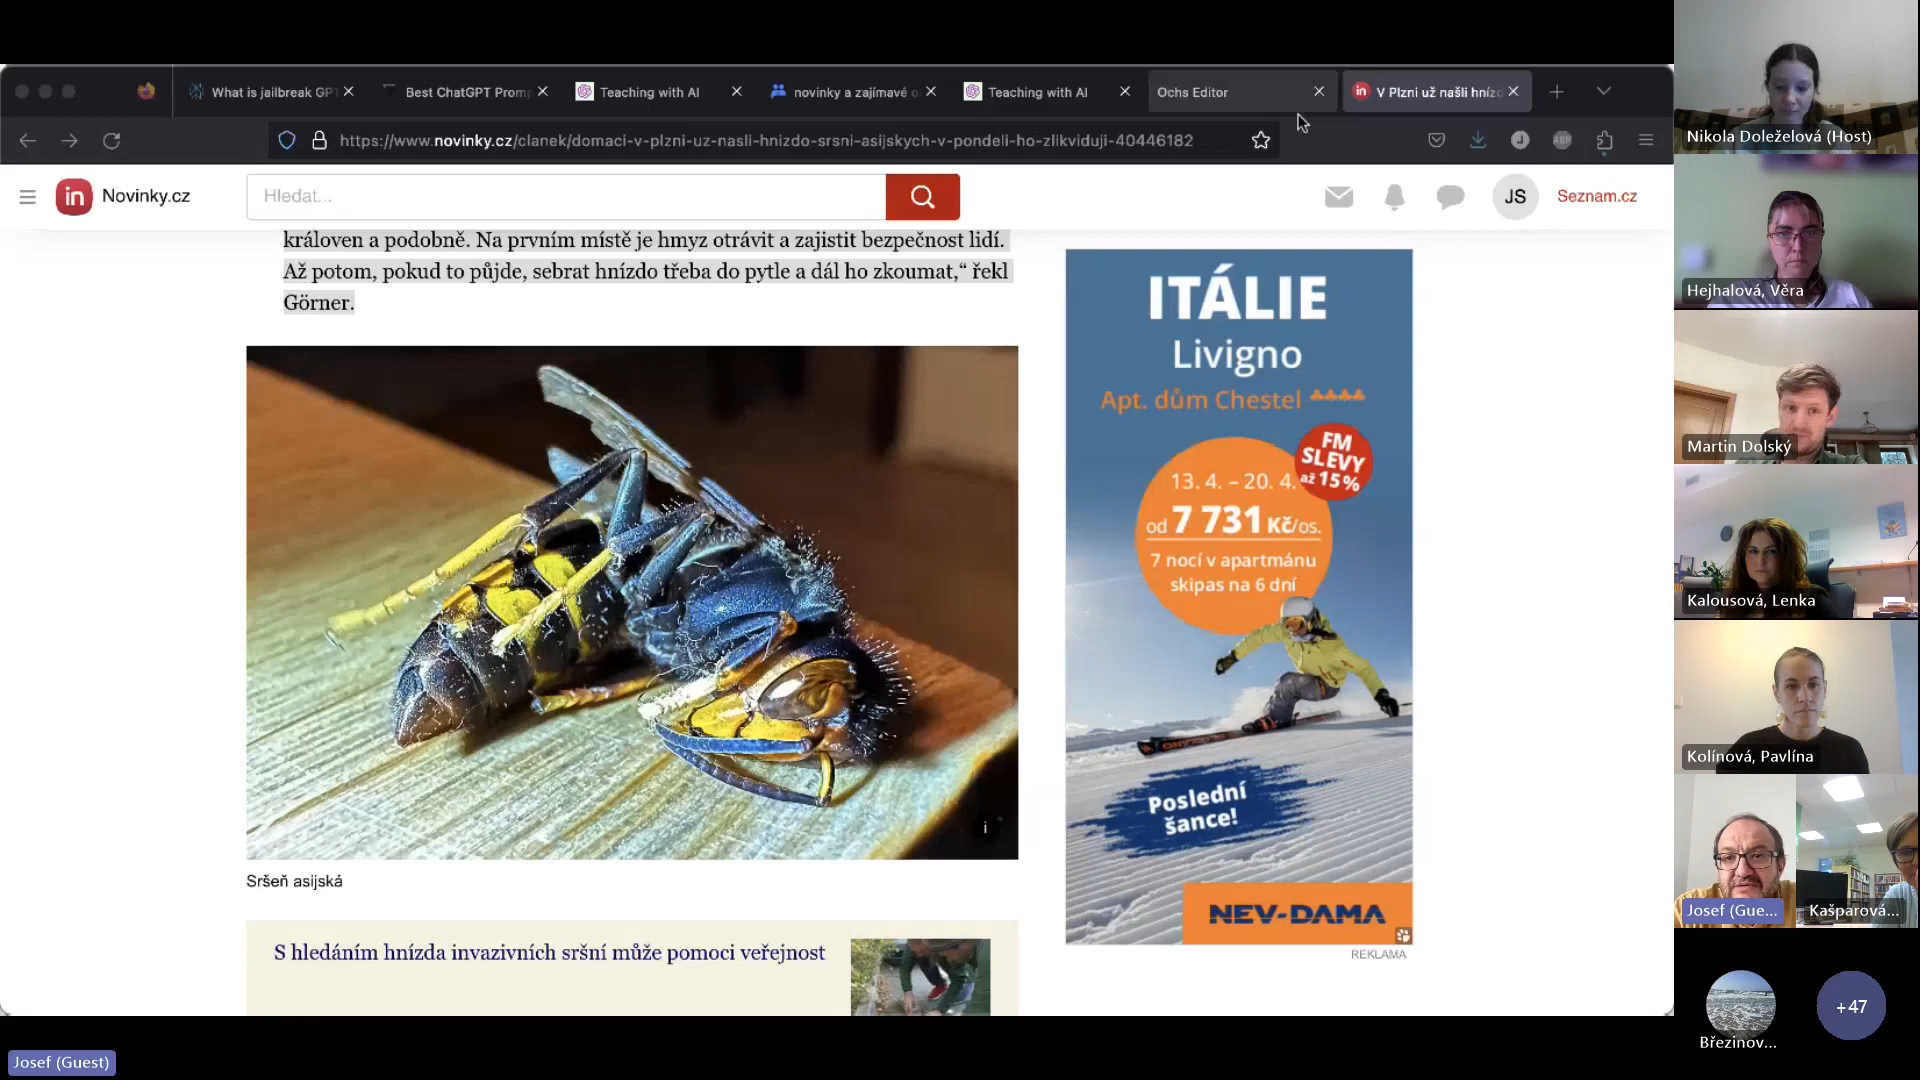 What is jailbreak GP
Best ChatGPT Prom
Teaching with AI
novinky a zajímavé o
Teaching with AI
Ochs Editor
V Plzni už našli hnízd
https://www.novinky.cz/clanek/domaci-v-plzni-uz-nasli-hnizdo-srsni-asijskych-v-pondeli-ho-zlikviduji-40446182
in Novinky.cz
Hledat...
JS
Seznam.cz
královen a podobně. Na prvním místě je hmyz otrávit a zajistit bezpečnost lidí.
Až potom, pokud to půjde, sebrat hnízdo třeba do pytle a dál ho zkoumat,“ řekl
Görner.
Sršeň asijská
S hledáním hnízda invazivních sršní může pomoci veřejnost
ITÁLIE
Livigno
Apt. dům Chestel
FM
SLEVY
až 15%
13. 4. – 20. 4.
od 7 731 Kč/os.
7 nocí v apartmánu
skipas na 6 dní
Poslední
šance!
NEV-DAMA
REKLAMA
Nikola Doleželová (Host)
Hejhalová, Věra
Martin Dolský
Kalousová, Lenka
Kolínová, Pavlína
Josef (Gue...
Kašparová...
Březinov...
+47
Josef (Guest)